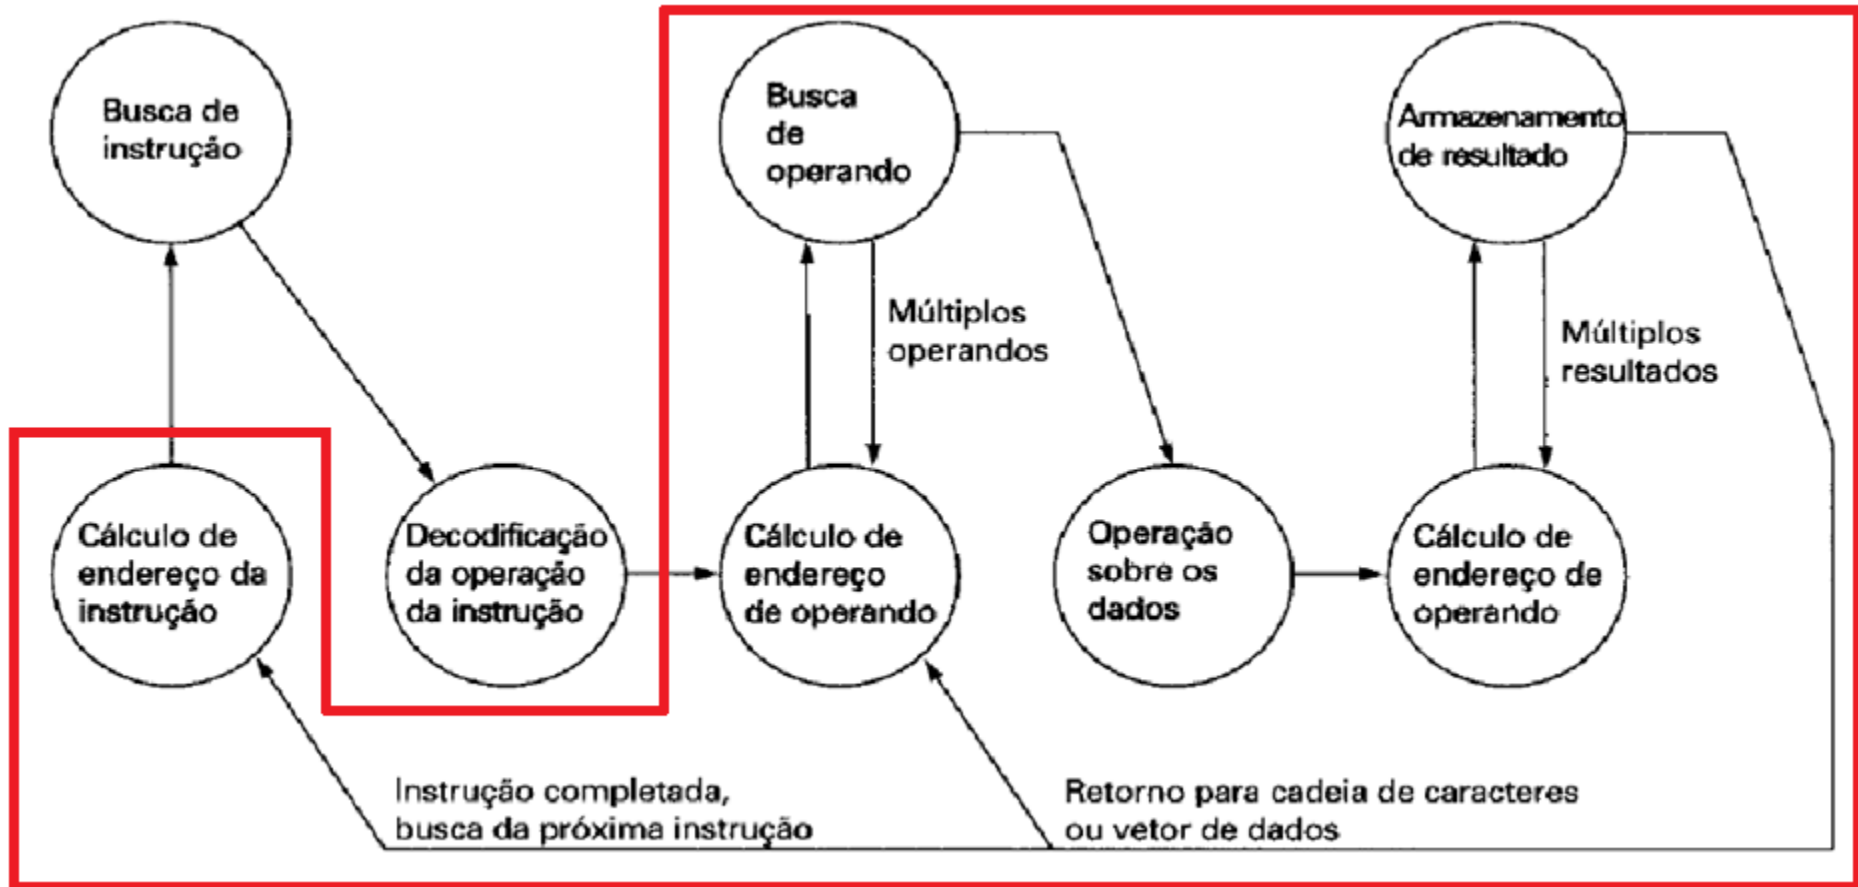 Busca de
instrução
Busca
de
operando
Armazenamento
de resultado
Múltiplos
operandos
Múltiplos
resultados
Cálculo de
endereço da
instrução
Decodificação
da operação
da instrução
Cálculo de
endereço
de operando
Operação
sobre os
dados
Cálculo de
endereço de
operando
Instrução completada,
busca da próxima instrução
Retorno para cadeia de caracteres
ou vetor de dados